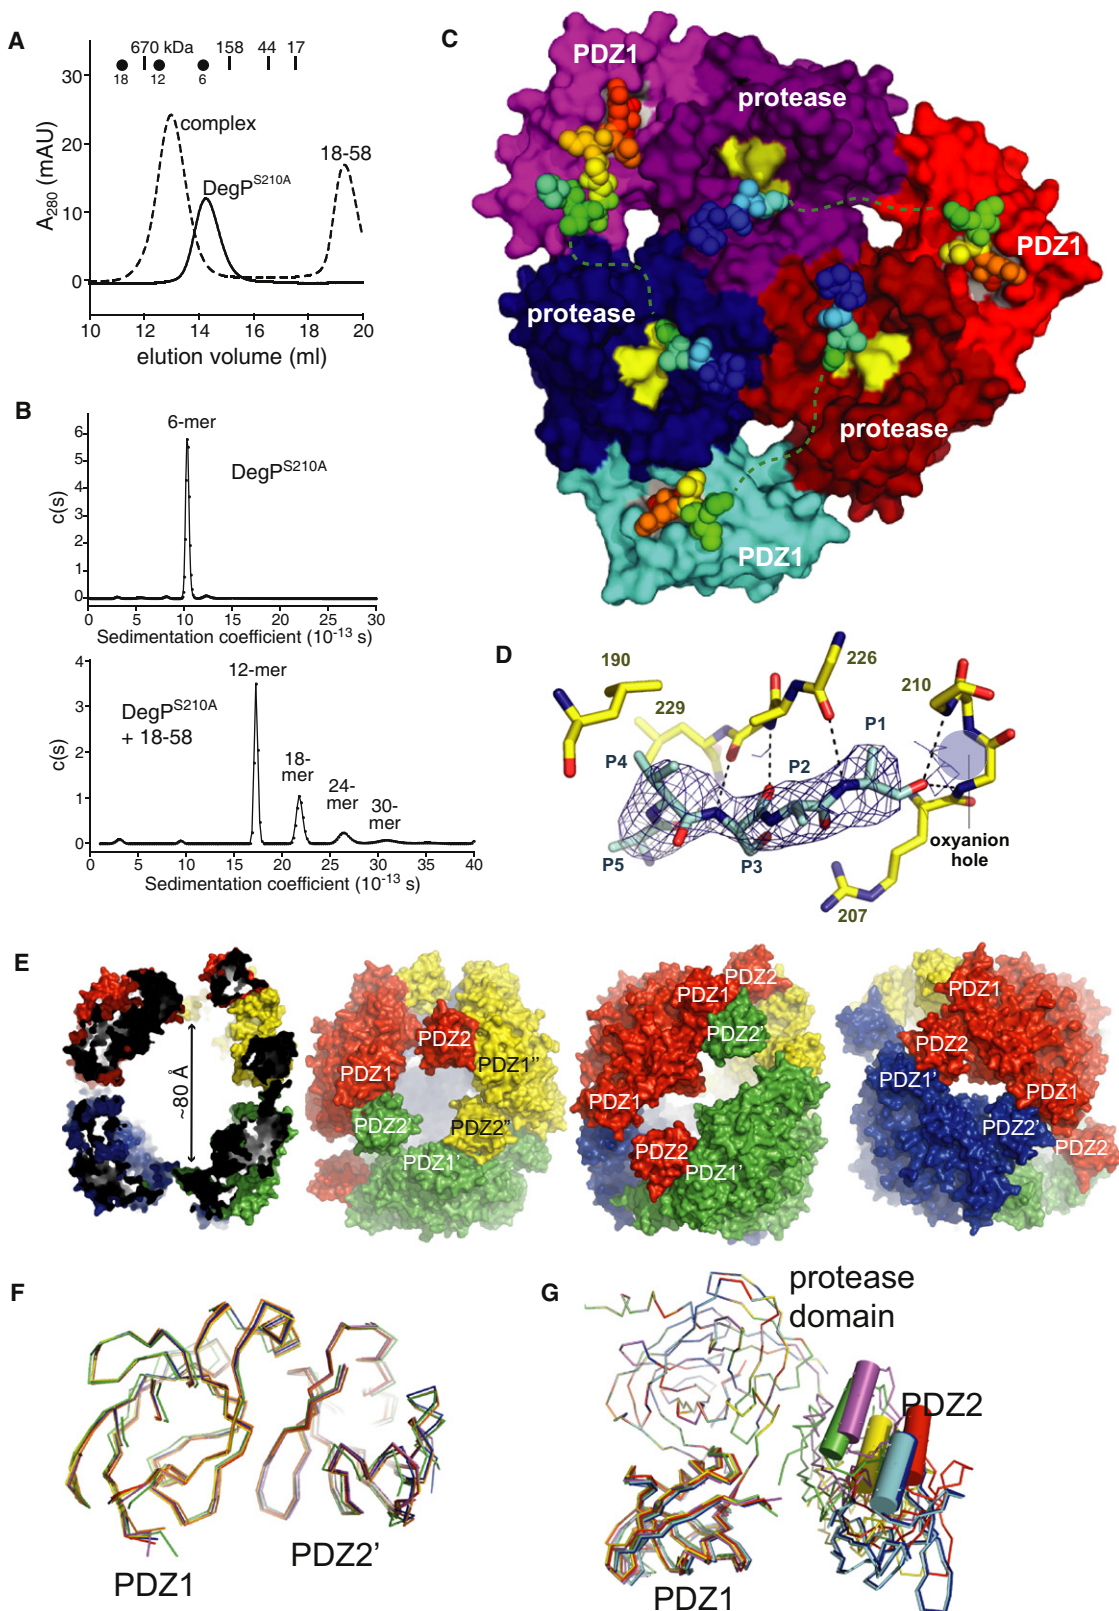 A
670 kDa 158 44 17
18 12 6
30
20
10
0
A280 (mAU)
complex
DegPS210A
18-58
10 12 14 16 18 20
elution volume (ml)
B
6-mer
DegPS210A
c(s)
6
5
4
3
2
1
0
0 5 10 15 20 25 30
Sedimentation coefficient (10-13 s)
12-mer
DegPS210A
+ 18-58
18-
mer
24-
mer
30-
mer
c(s)
4
3
2
1
0
0 5 10 15 20 25 30 35 40
Sedimentation coefficient (10-13 s)
C
PDZ1
protease
PDZ1
protease
protease
PDZ1
D
190
226
210
229
P1
P4
P2
P5
P3
oxyanion
hole
207
E
~80 Å
PDZ2
PDZ1
PDZ1''
PDZ2'
PDZ2''
PDZ1'
PDZ2
PDZ1
PDZ2'
PDZ1
PDZ2
PDZ1'
PDZ1
PDZ2
PDZ1'
PDZ1
PDZ2'
PDZ2
F
PDZ1
PDZ2’
G
protease
domain
PDZ2
PDZ1